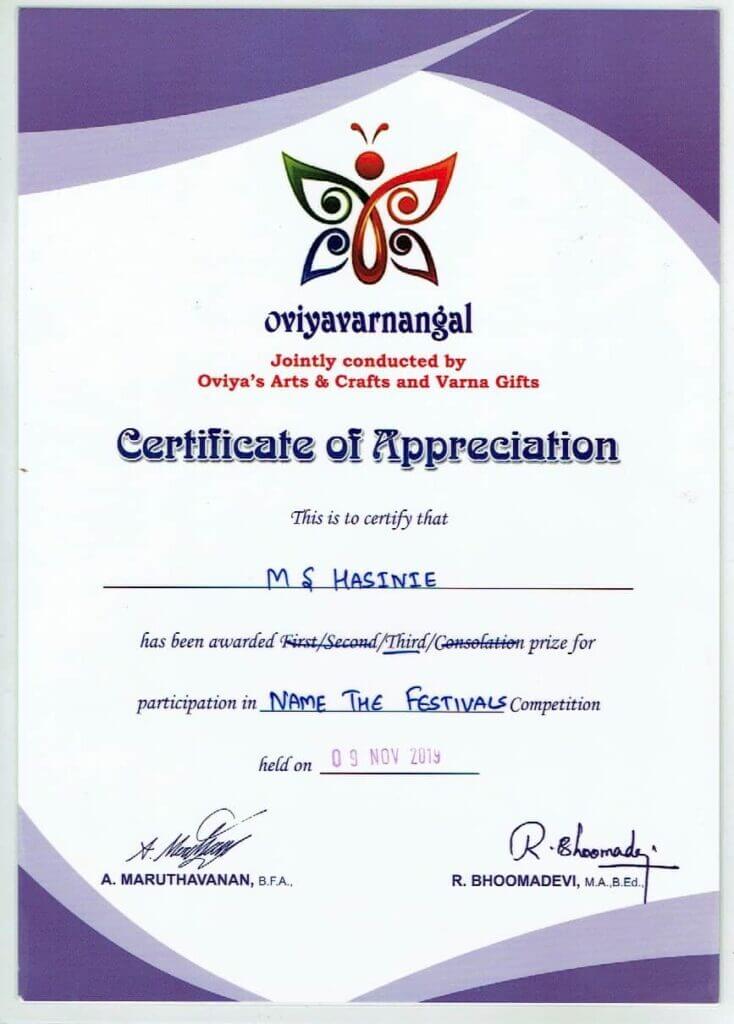 oviyavarnangal
Jointly conducted by
Oviya's Arts & Crafts and Varna Gifts
Certificate of Appreciation
This is to certify that
M S HASINIE
has been awarded First/Second/Third/Consolation prize for
participation in NAME THE FESTIVALS Competition
held on 09 NOV 2019
R. Bhoomadevi
A. MARUTHAVANAN, B.F.A.,
R. BHOOMADEVI, M.A.,B.Ed.,